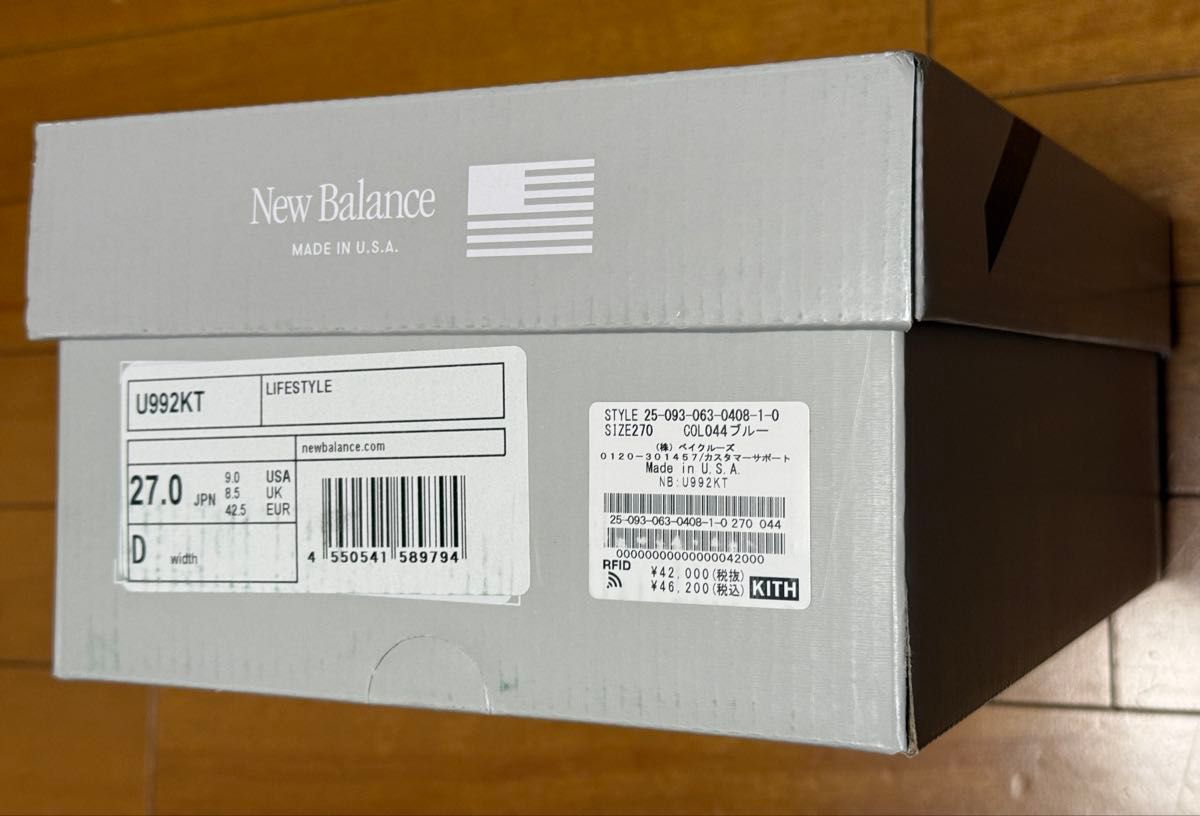 New Balance
MADE IN U.S.A.
U992KT
LIFESTYLE
newbalance.com
27.0 JPN
9.0 USA
8.5 UK
42.5 EUR
D width
4 550541 589794
STYLE 25-093-063-0408-1-0
SIZE270 COL044ブルー
(株) ベイクルーズ
0120-301457/カスタマーサポート
Made in U.S.A.
NB:U992KT
25-093-063-0408-1-0 270 044
RFID
¥42,000(税抜)
¥46,200(税込)
KITH